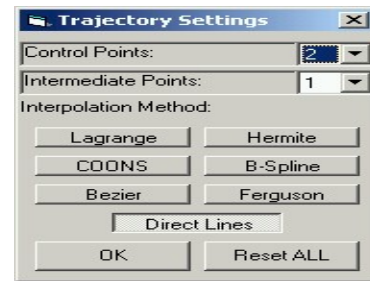 Trajectory Settings
Control Points: 2
Intermediate Points: 1
Interpolation Method:
Lagrange Hermite
COONS B-Spline
Bezier Ferguson
Direct Lines
OK Reset ALL